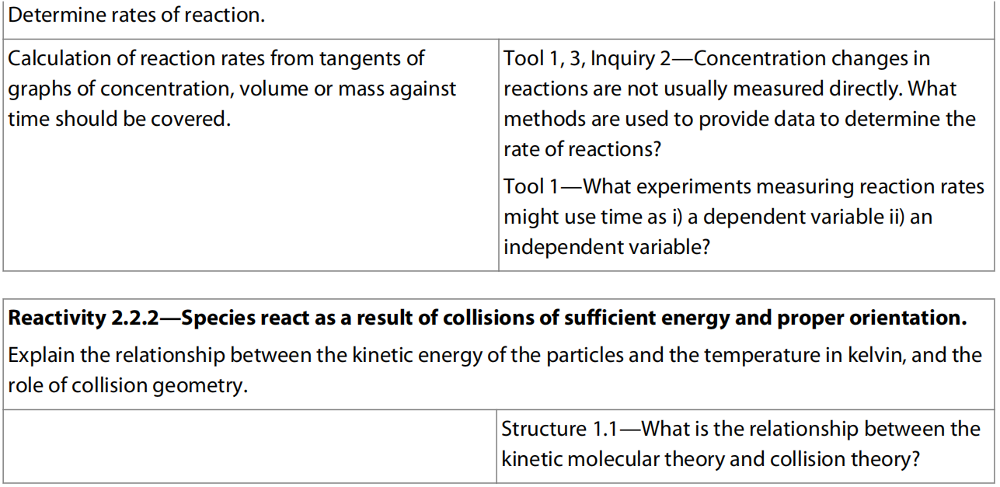 Determine rates of reaction.
Calculation of reaction rates from tangents of
graphs of concentration, volume or mass against
time should be covered.
Tool 1, 3, Inquiry 2—Concentration changes in
reactions are not usually measured directly. What
methods are used to provide data to determine the
rate of reactions?
Tool 1—What experiments measuring reaction rates
might use time as i) a dependent variable ii) an
independent variable?
Reactivity 2.2.2—Species react as a result of collisions of sufficient energy and proper orientation.
Explain the relationship between the kinetic energy of the particles and the temperature in kelvin, and the
role of collision geometry.
Structure 1.1—What is the relationship between the
kinetic molecular theory and collision theory?